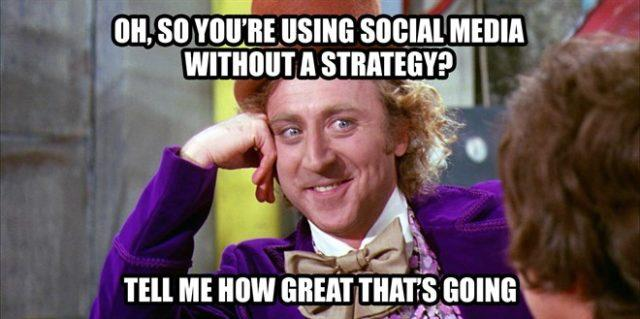 OH, SO YOU'RE USING SOCIAL MEDIA
WITHOUT A STRATEGY?
TELL ME HOW GREAT THAT'S GOING